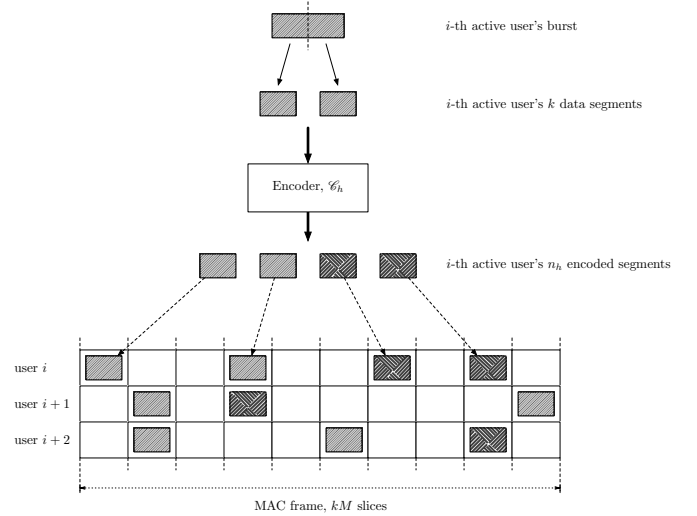 i-th active user's burst
i-th active user's k data segments
Encoder, 𝒞h
i-th active user's nh encoded segments
user i
user i + 1
user i + 2
MAC frame, kM slices